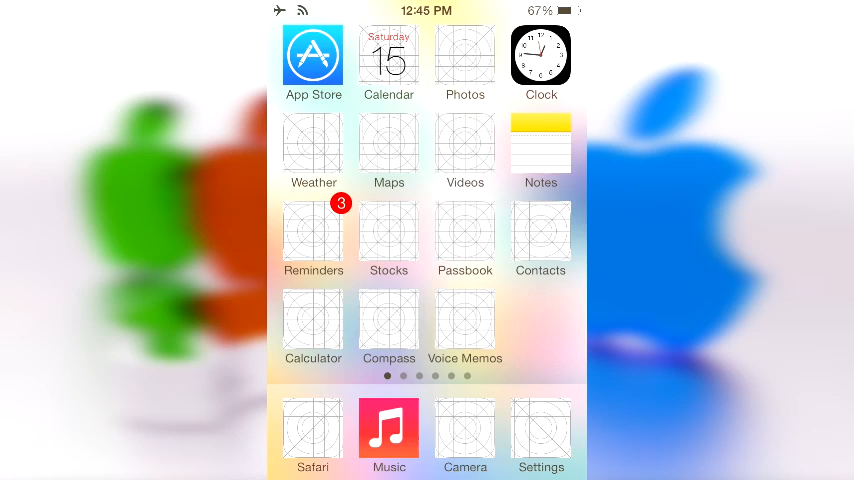 12:45 PM 67%
Saturday
15
App Store Calendar Photos Clock
Weather Maps Videos Notes
3
Reminders Stocks Passbook Contacts
Calculator Compass Voice Memos
Safari Music Camera Settings